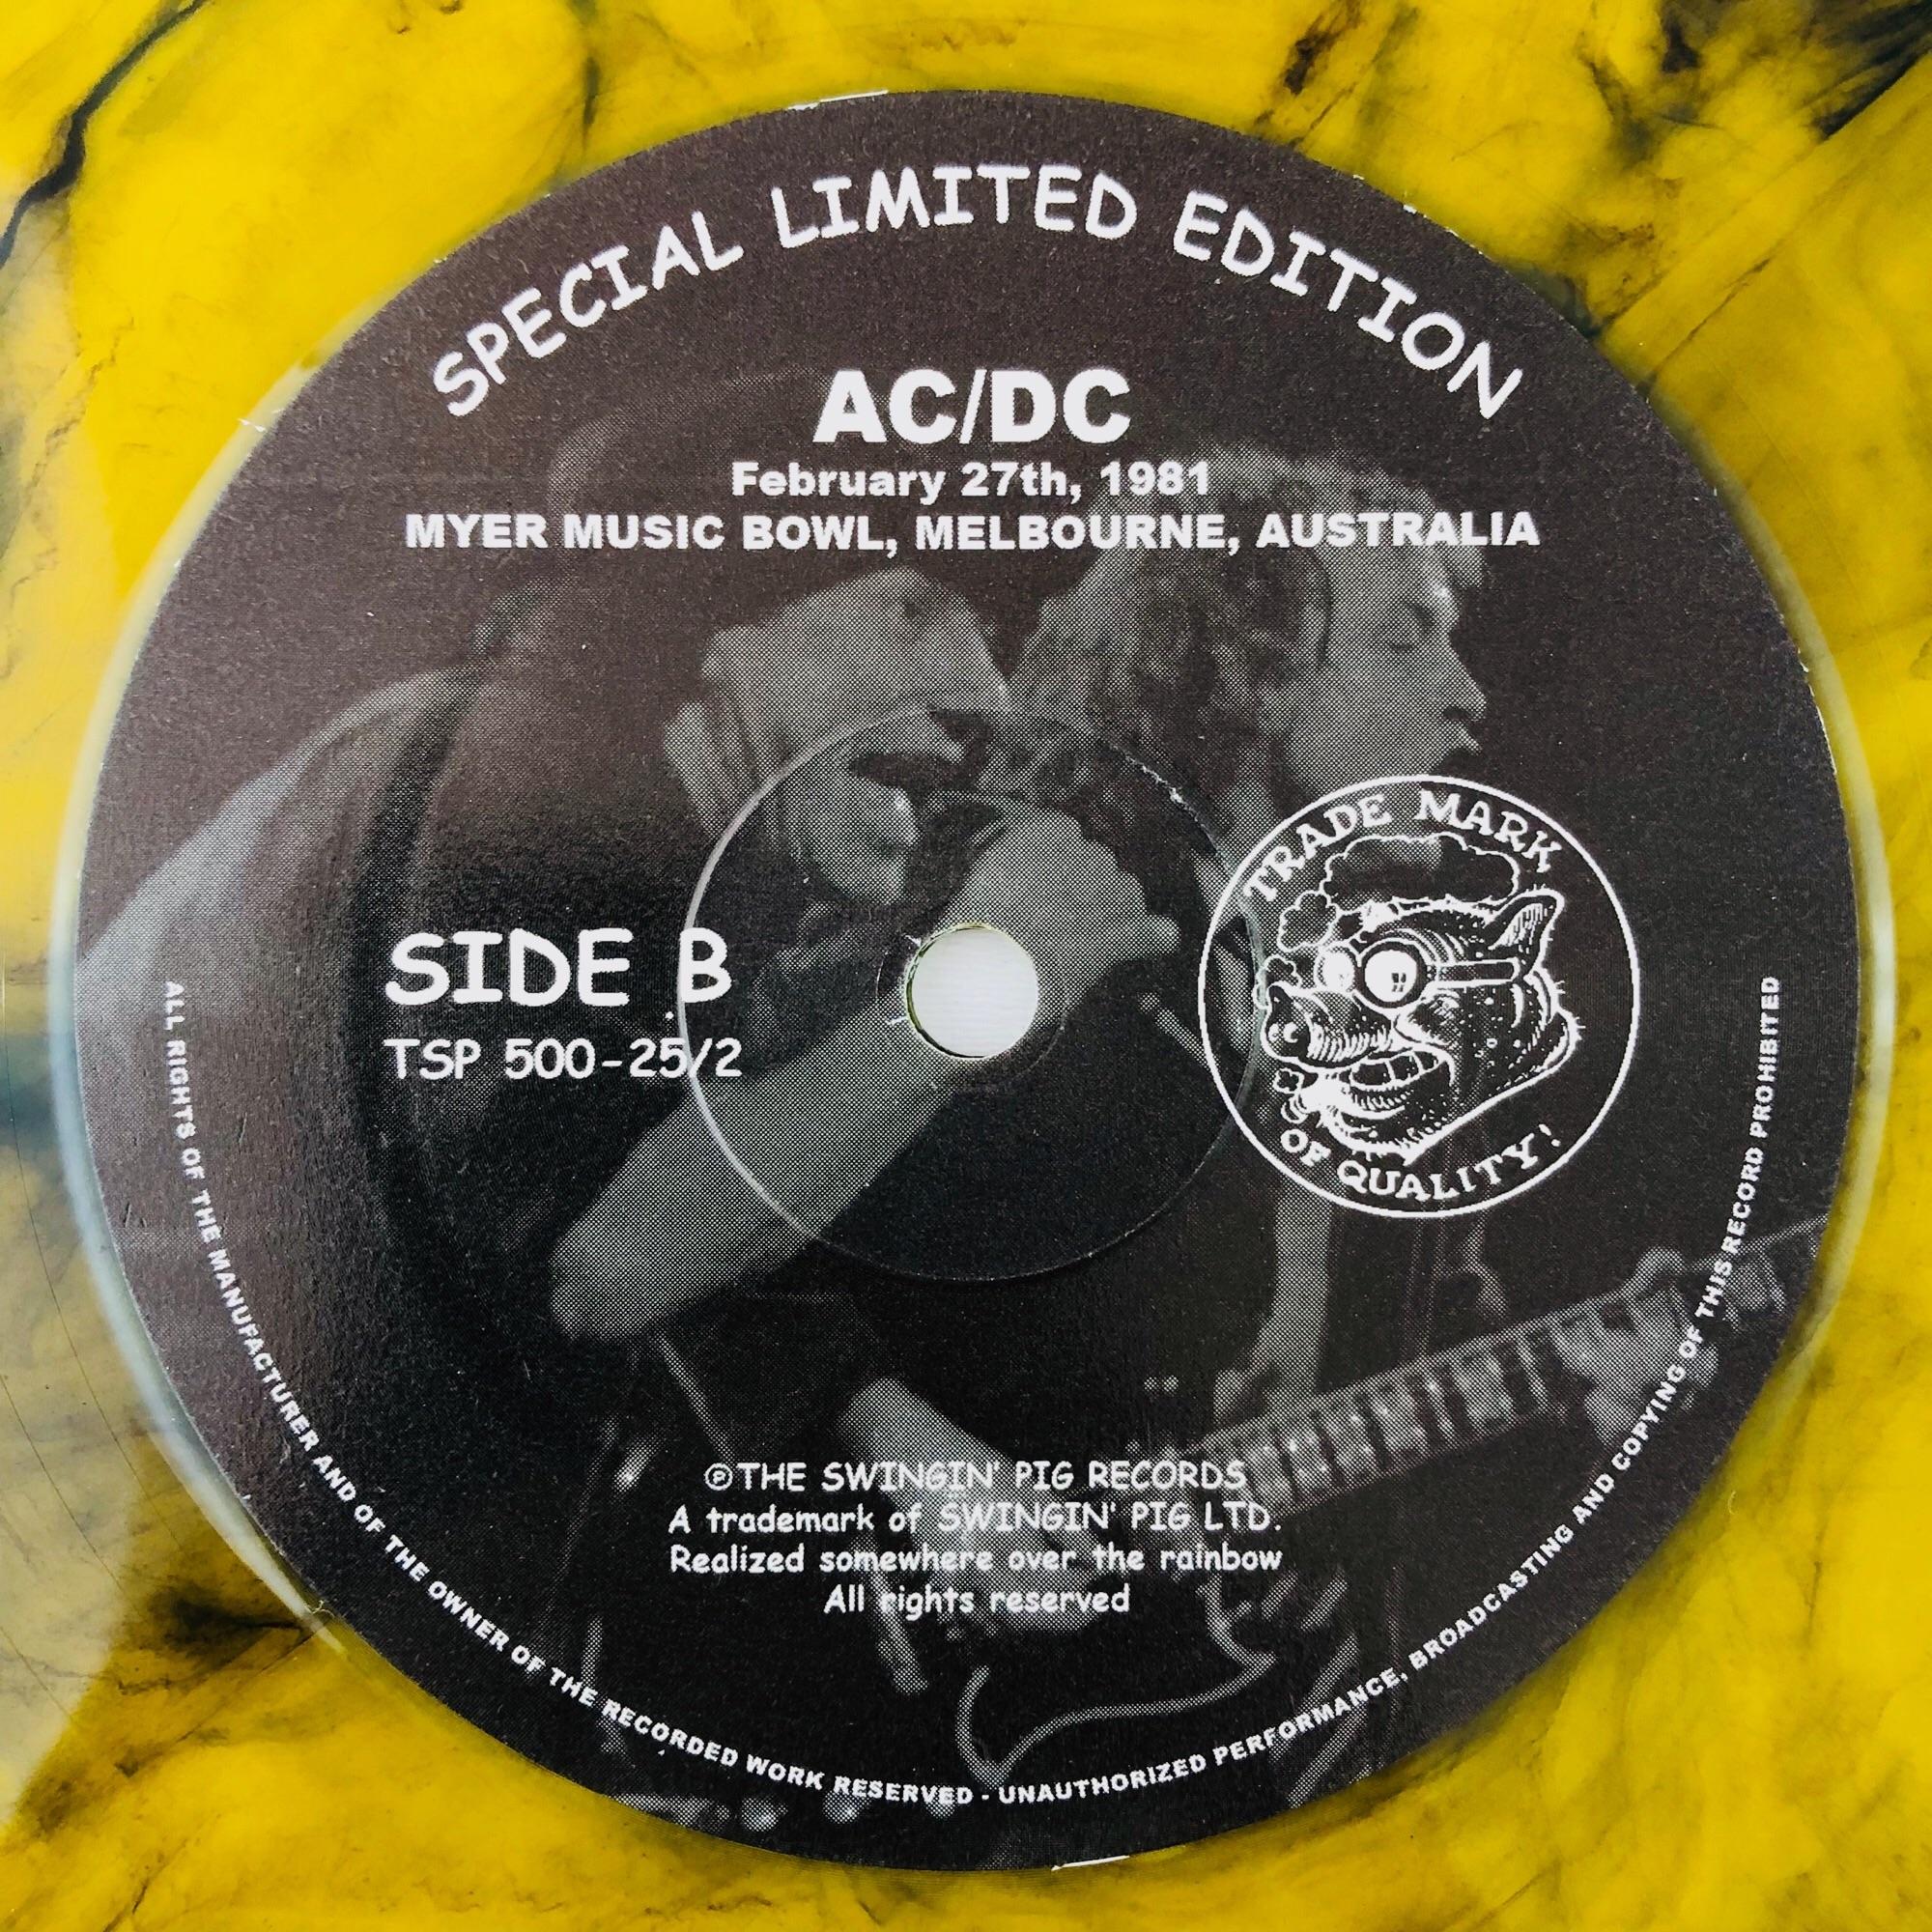 SPECIAL LIMITED EDITION
AC/DC
February 27th, 1981
MYER MUSIC BOWL, MELBOURNE, AUSTRALIA
SIDE B
TSP 500-25/2
TRADE MARK
OF QUALITY!
℗THE SWINGIN' PIG RECORDS
A trademark of SWINGIN' PIG LTD.
Realized somewhere over the rainbow
All rights reserved
ALL RIGHTS OF THE MANUFACTURER AND OF THE OWNER OF THE RECORDED WORK RESERVED - UNAUTHORIZED PERFORMANCE, BROADCASTING AND COPYING OF THIS RECORD PROHIBITED